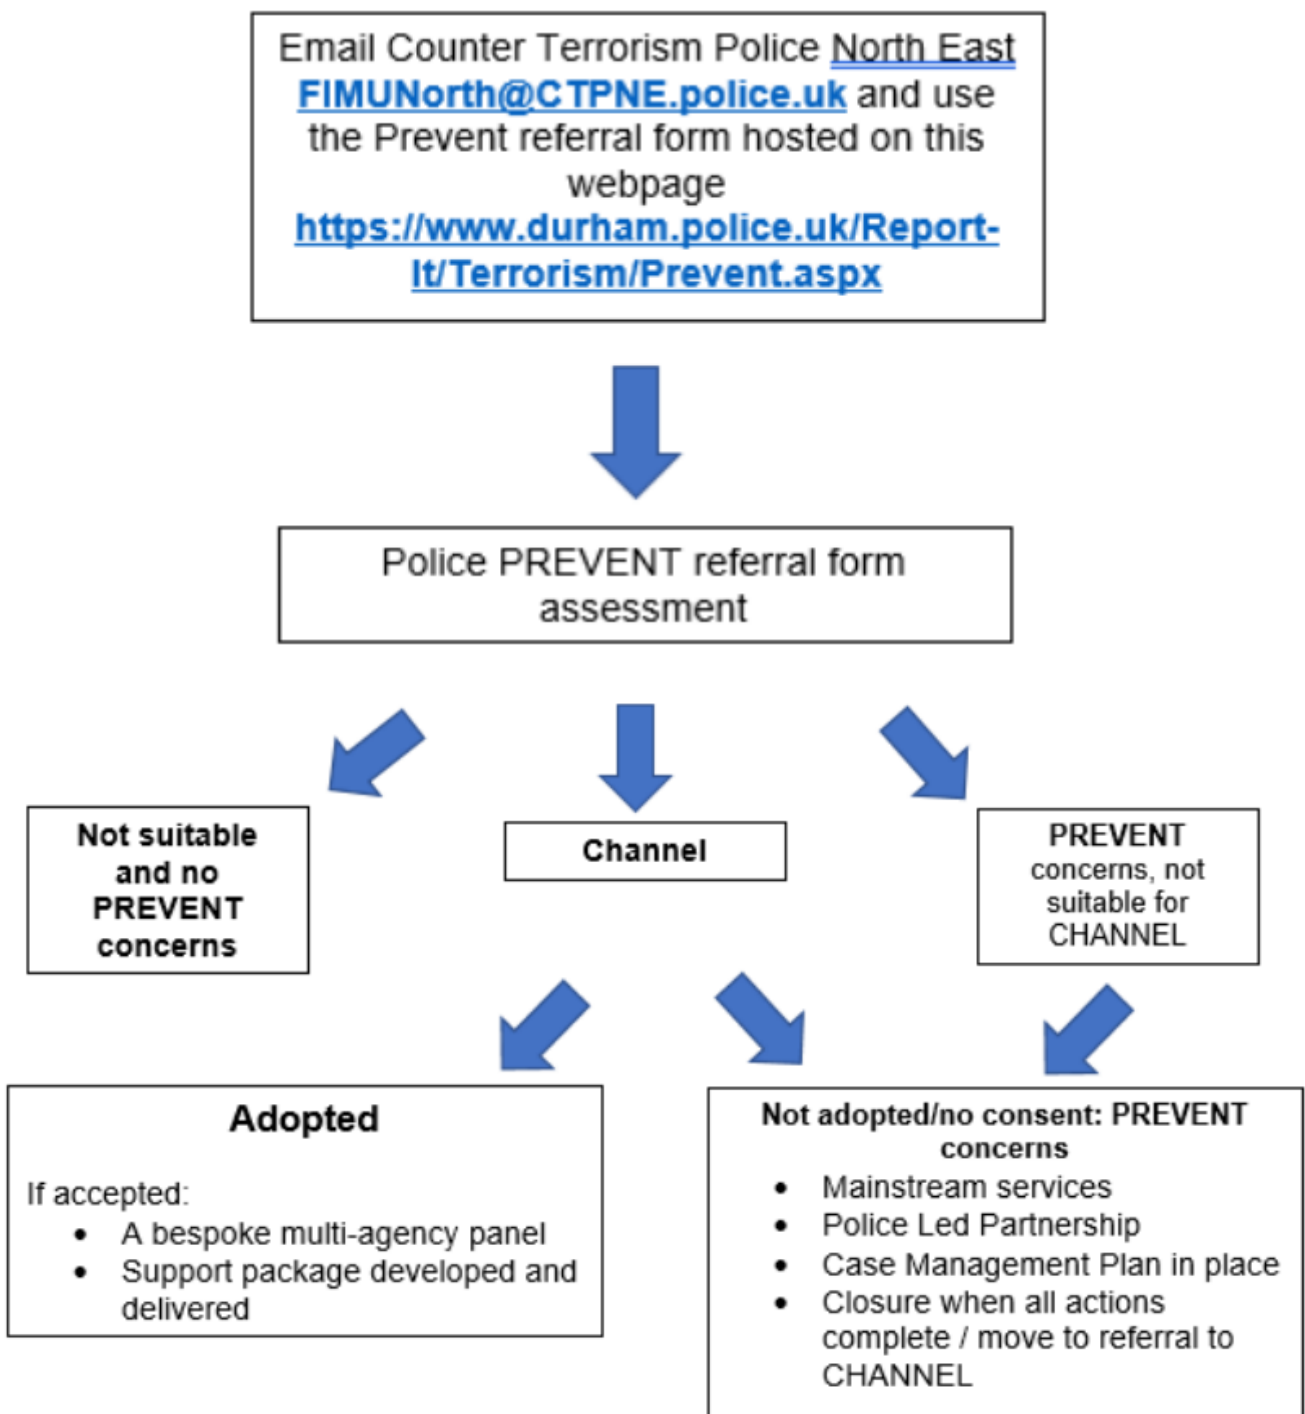 Email Counter Terrorism Police North East
FIMUNorth@CTPNE.police.uk and use
the Prevent referral form hosted on this
webpage
https://www.durham.police.uk/Report-
It/Terrorism/Prevent.aspx
Police PREVENT referral form
assessment
Not suitable
and no
PREVENT
concerns
Channel
PREVENT
concerns, not
suitable for
CHANNEL
Adopted
If accepted:
• A bespoke multi-agency panel
• Support package developed and
delivered
Not adopted/no consent: PREVENT
concerns
• Mainstream services
• Police Led Partnership
• Case Management Plan in place
• Closure when all actions
complete / move to referral to
CHANNEL